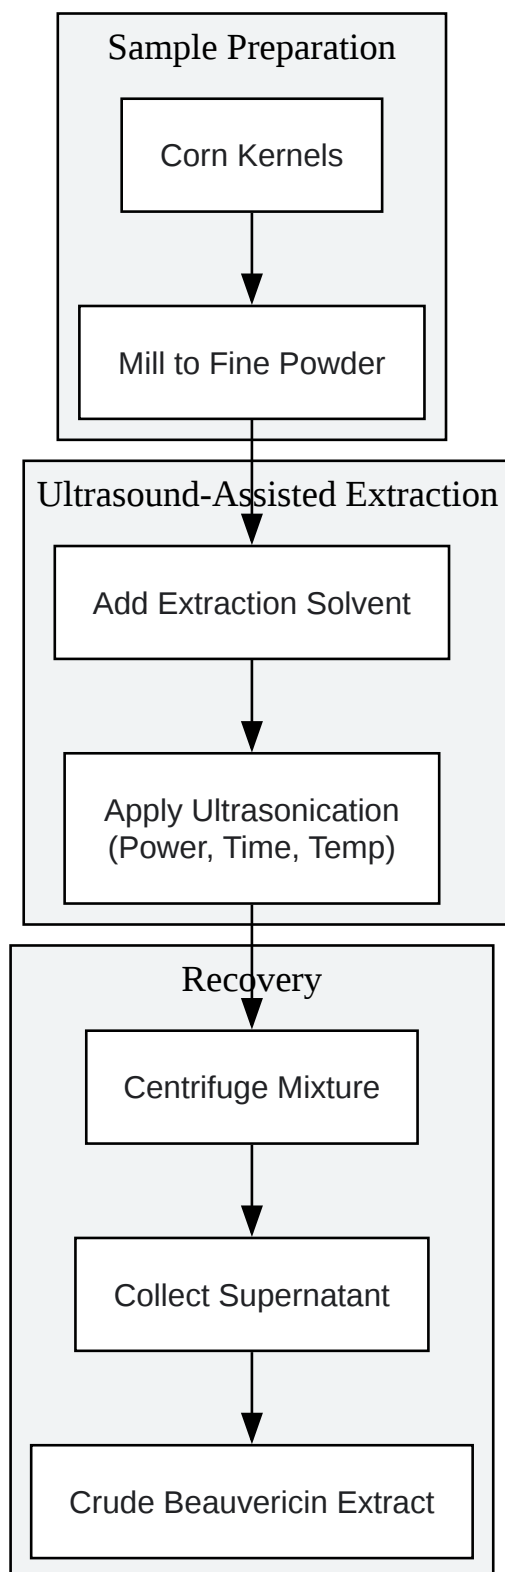 Sample Preparation
Corn Kernels
Mill to Fine Powder
Ultrasound-Assisted Extraction
Add Extraction Solvent
Apply Ultrasonication
(Power, Time, Temp)
Recovery
Centrifuge Mixture
Collect Supernatant
Crude Beauvericin Extract